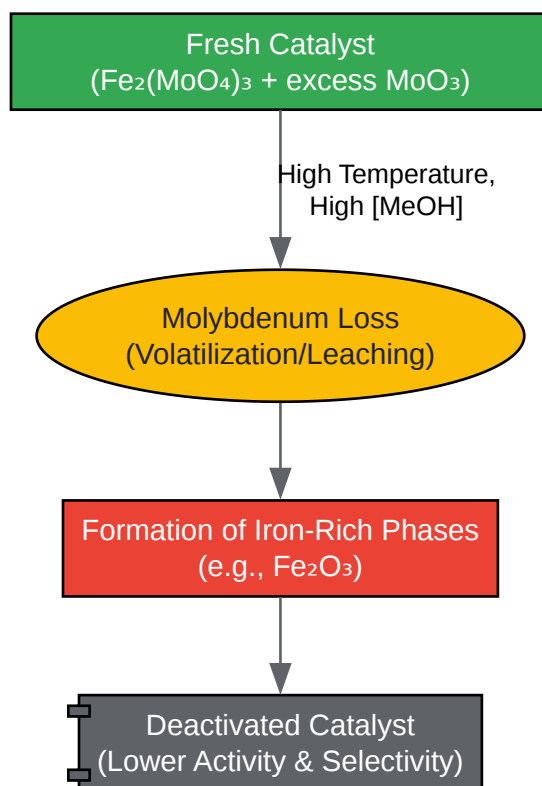 Fresh Catalyst
(Fe₂(MoO₄)₃ + excess MoO₃)
High Temperature,
High [MeOH]
Molybdenum Loss
(Volatilization/Leaching)
Formation of Iron-Rich Phases
(e.g., Fe₂O₃)
Deactivated Catalyst
(Lower Activity & Selectivity)